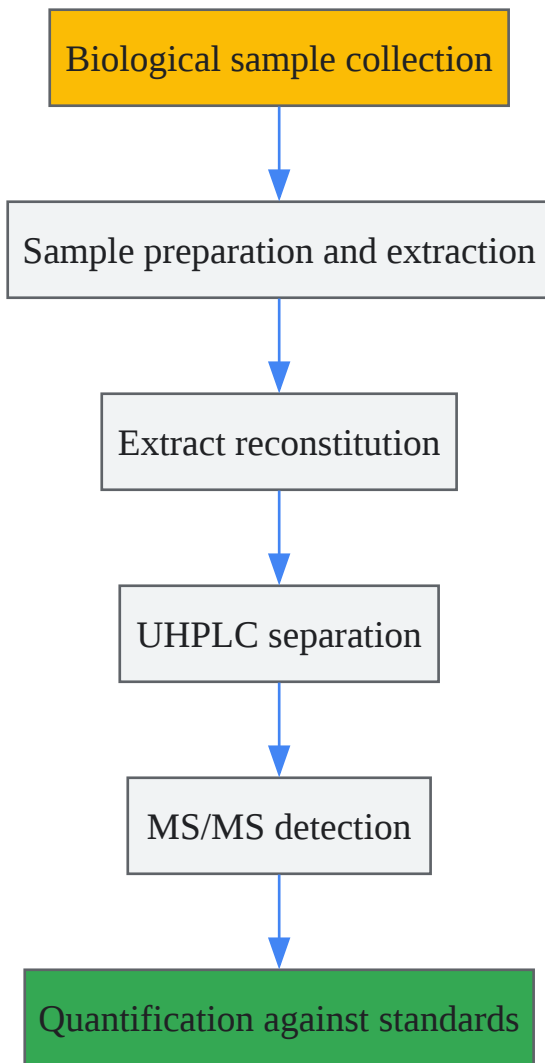 Biological sample collection
Sample preparation and extraction
Extract reconstitution
UHPLC separation
MS/MS detection
Quantification against standards